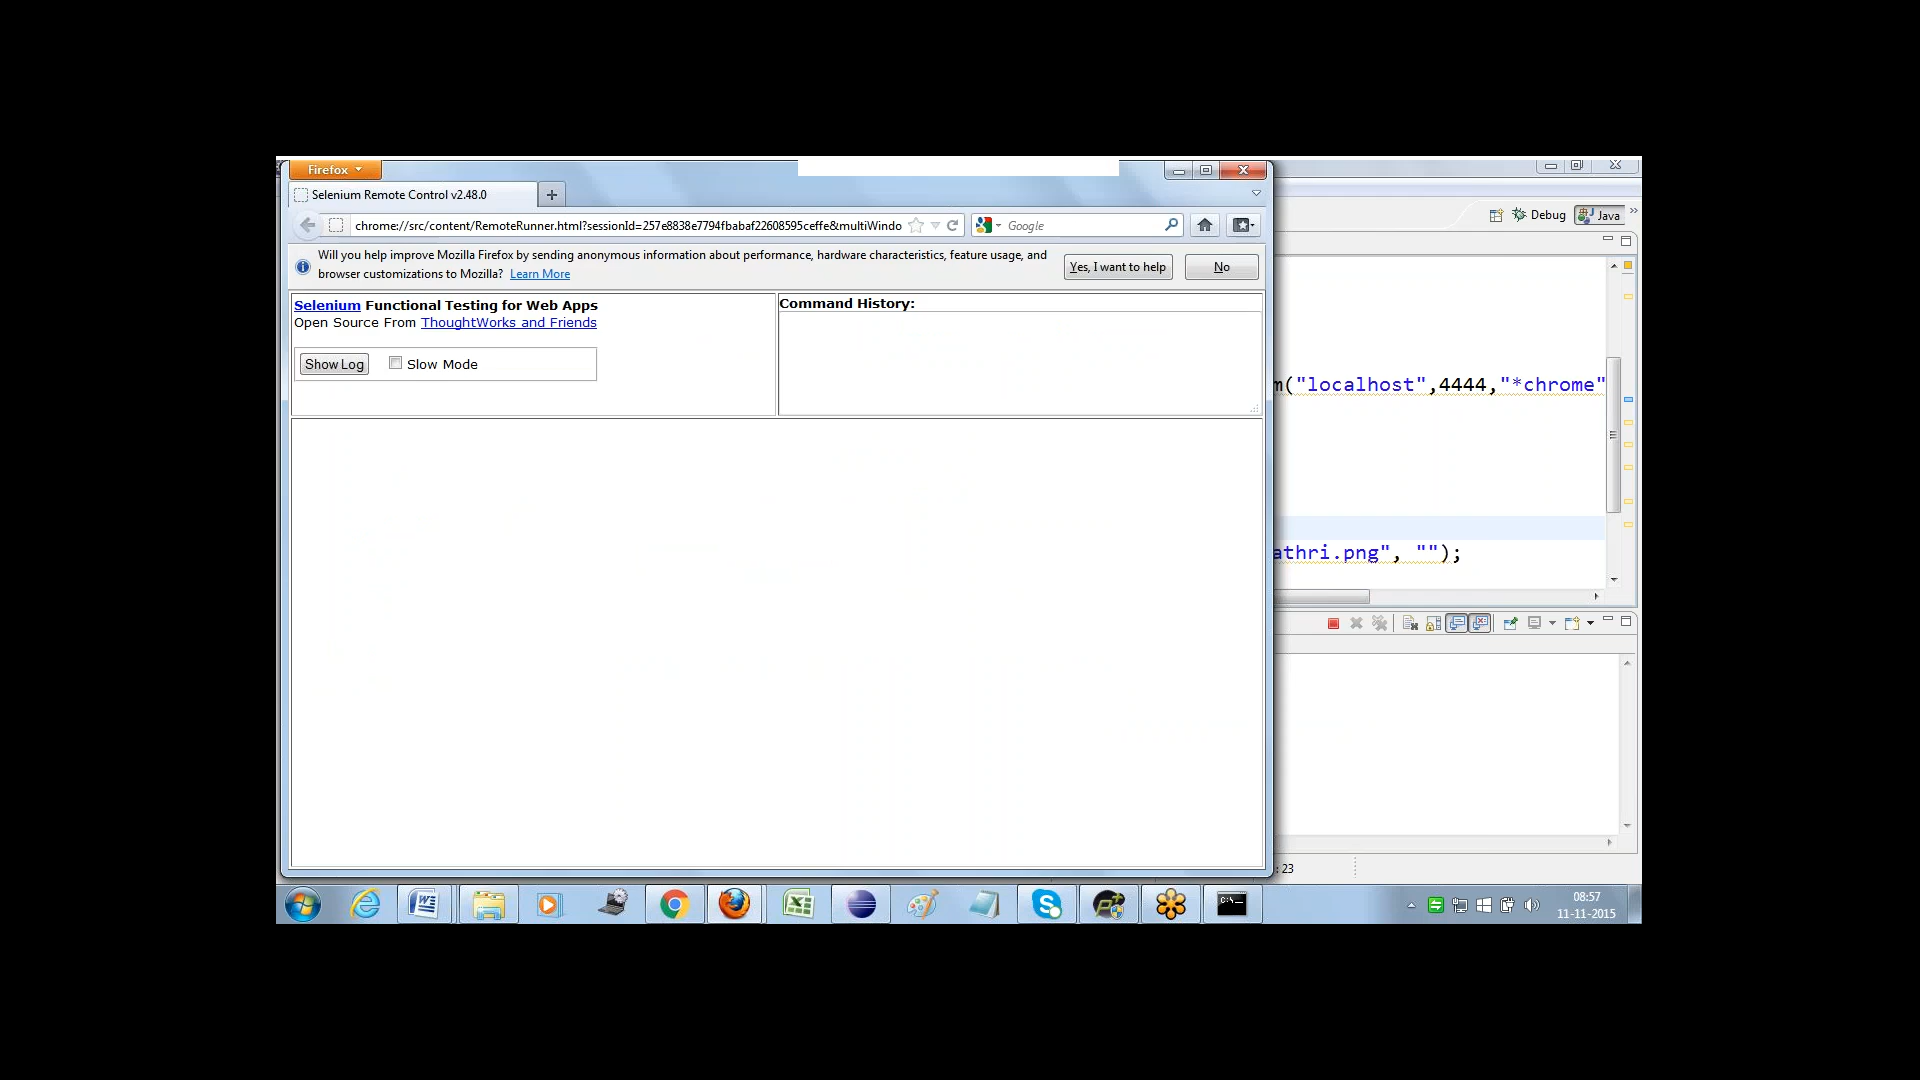 Firefox
Selenium Remote Control v2.48.0
chrome://src/content/RemoteRunner.html?sessionId=257e8838e7794fbabaf22608595ceffe&multiWindo
Google
Debug
Java
Will you help improve Mozilla Firefox by sending anonymous information about performance, hardware characteristics, feature usage, and
browser customizations to Mozilla? Learn More
Yes, I want to help
No
Selenium Functional Testing for Web Apps
Open Source From ThoughtWorks and Friends
Show Log
Slow Mode
Command History:
m("localhost",4444,"*chrome"
athri.png", "");
: 23
08:57
11-11-2015